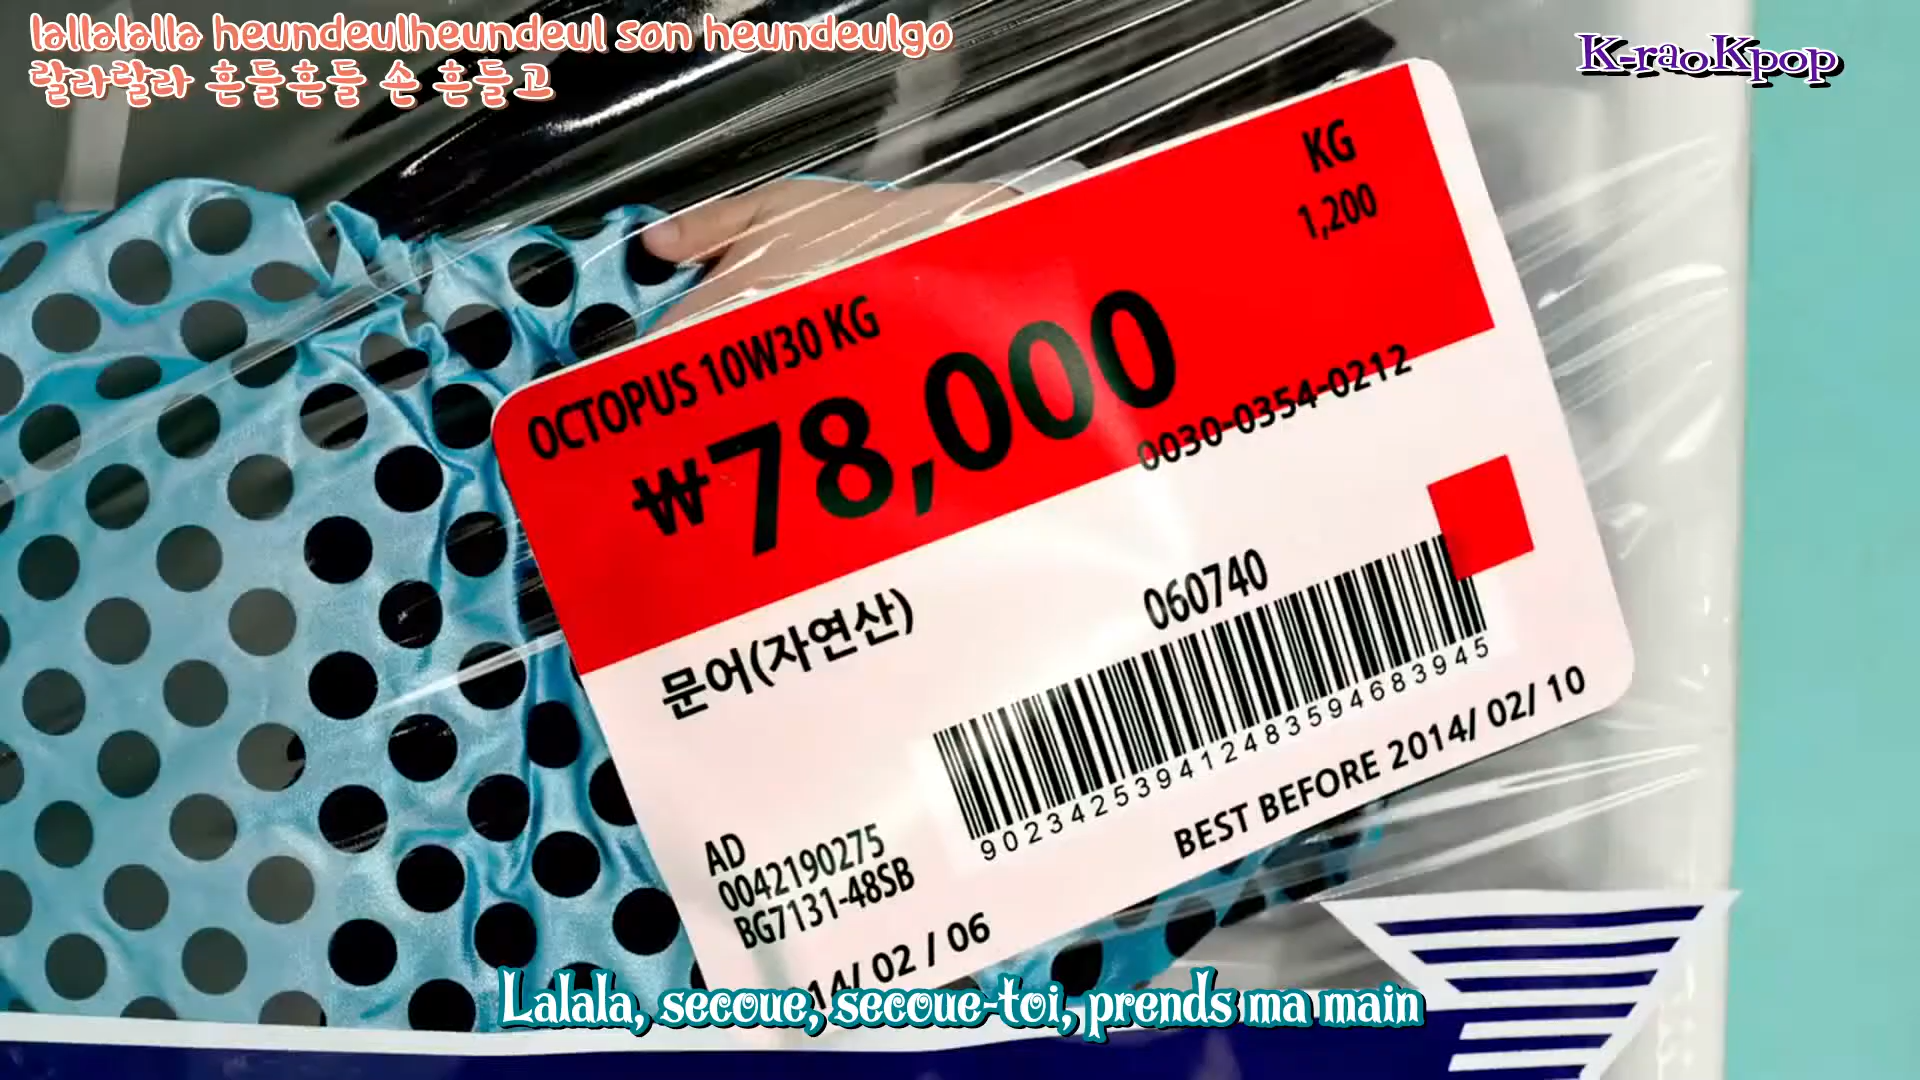 lallalalla heundeulheundeul son heundeulgo
랄라랄라 흔들흔들 손 흔들고
K-raoKpop
KG
1,200
OCTOPUS 10W30 KG
₩78,000
0030-0354-0212
문어(자연산)
060740
902342539412483594683945
BEST BEFORE 2014/ 02/ 10
AD
0042190275
BG7131-48SB
14/ 02 / 06
Lalala, secoue, secoue-toi, prends ma main